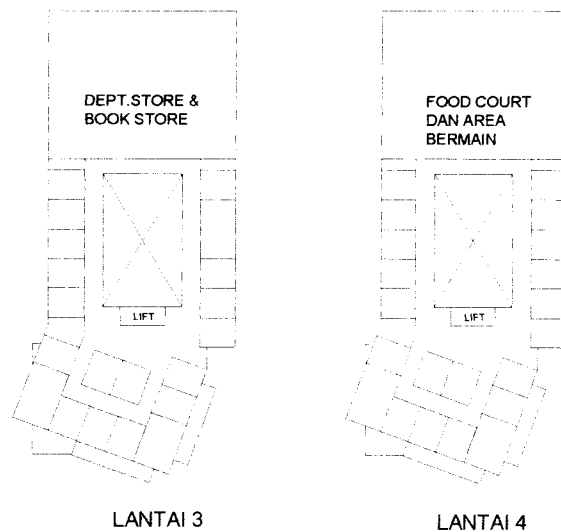 DEPT.STORE &
BOOK STORE
LIFT
LANTAI 3
FOOD COURT
DAN AREA
BERMAIN
LIFT
LANTAI 4